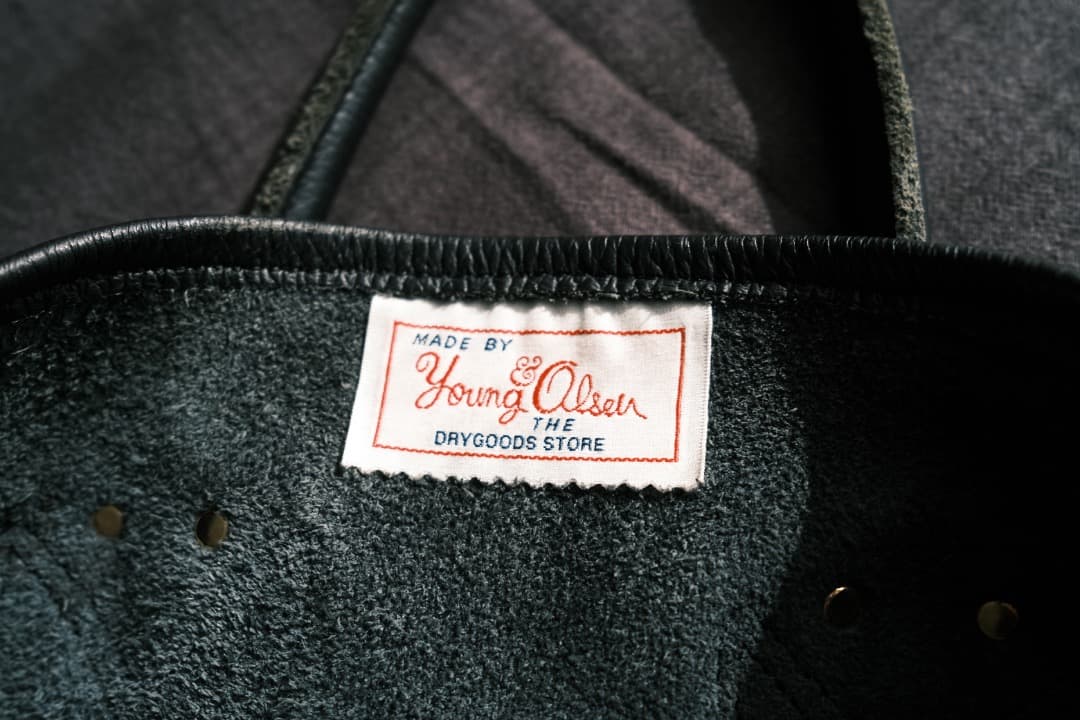 MADE BY
Young & Olsen
THE
DRYGOODS STORE